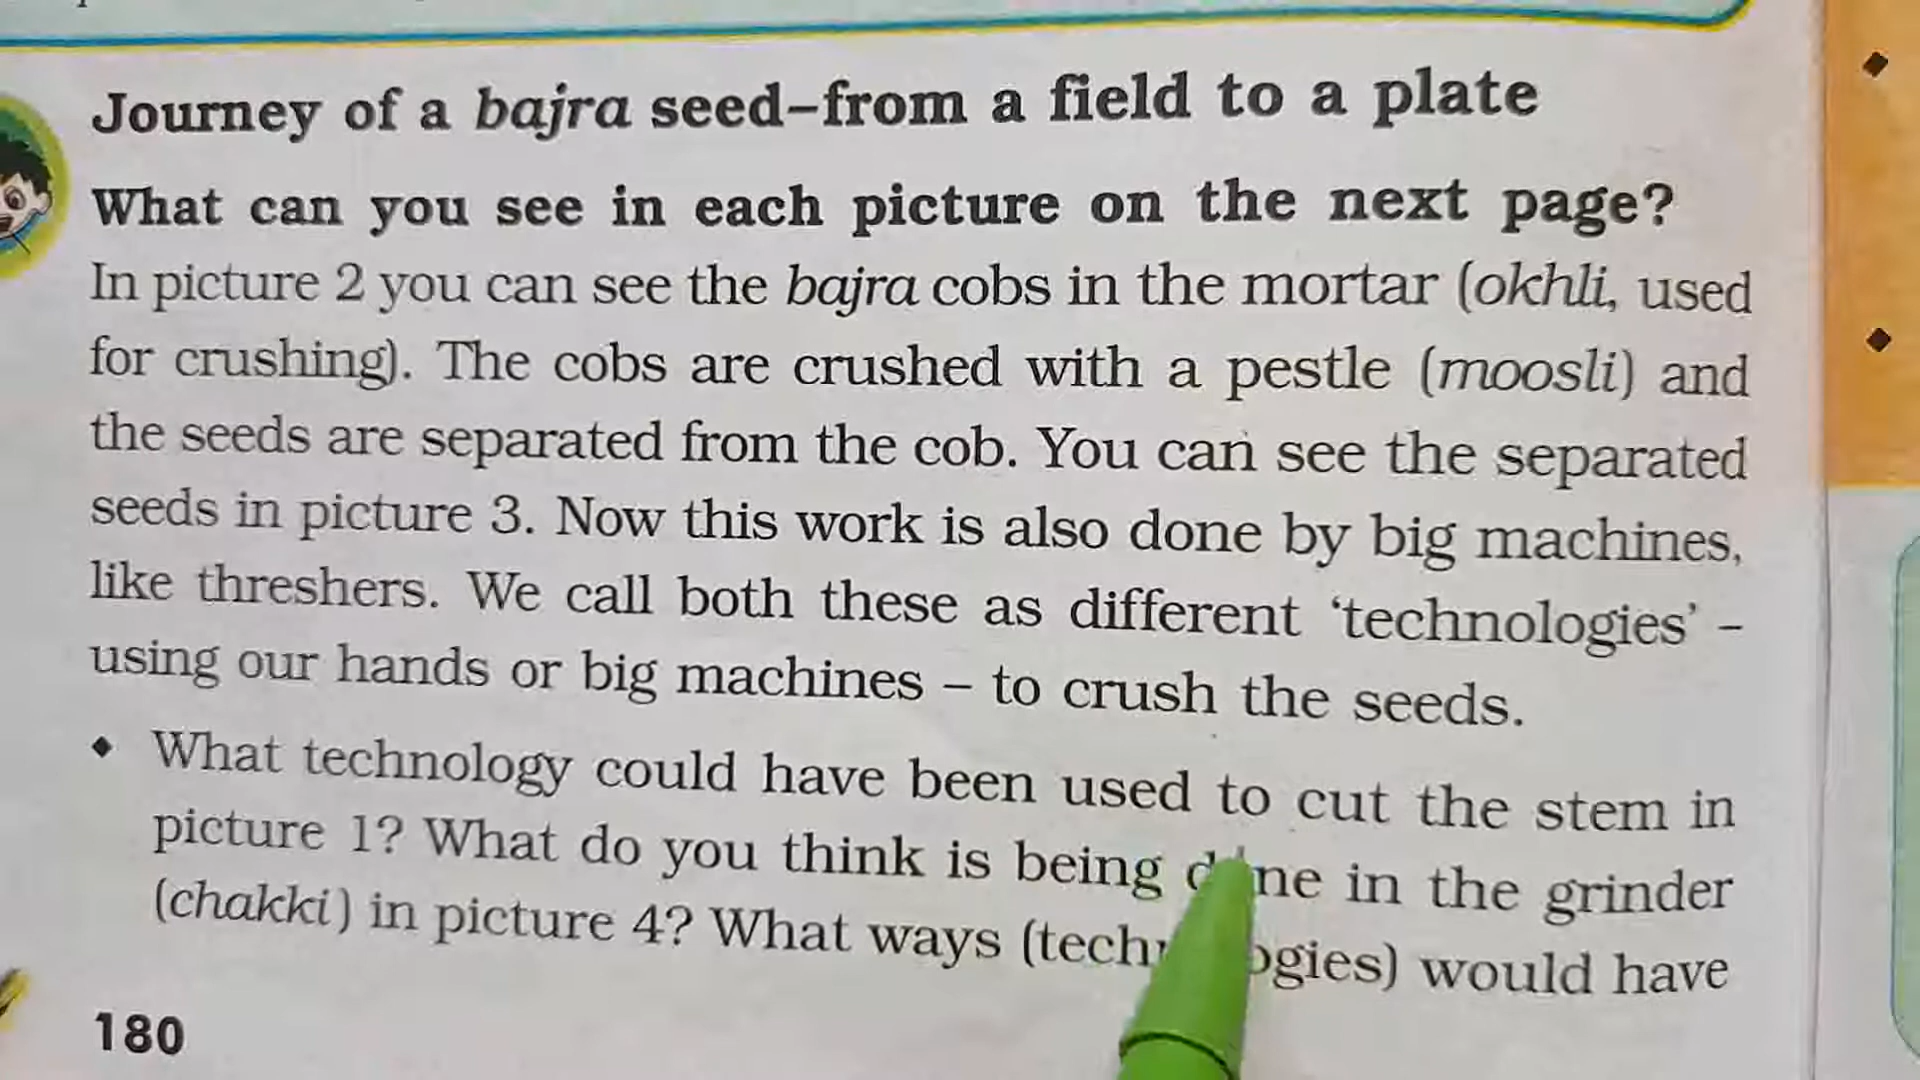 Journey of a bajra seed–from a field to a plate
What can you see in each picture on the next page?
In picture 2 you can see the bajra cobs in the mortar (okhli, used
for crushing). The cobs are crushed with a pestle (moosli) and
the seeds are separated from the cob. You can see the separated
seeds in picture 3. Now this work is also done by big machines,
like threshers. We call both these as different ‘technologies’ –
using our hands or big machines – to crush the seeds.
◆ What technology could have been used to cut the stem in
picture 1? What do you think is being done in the grinder
(chakki) in picture 4? What ways (technologies) would have
180